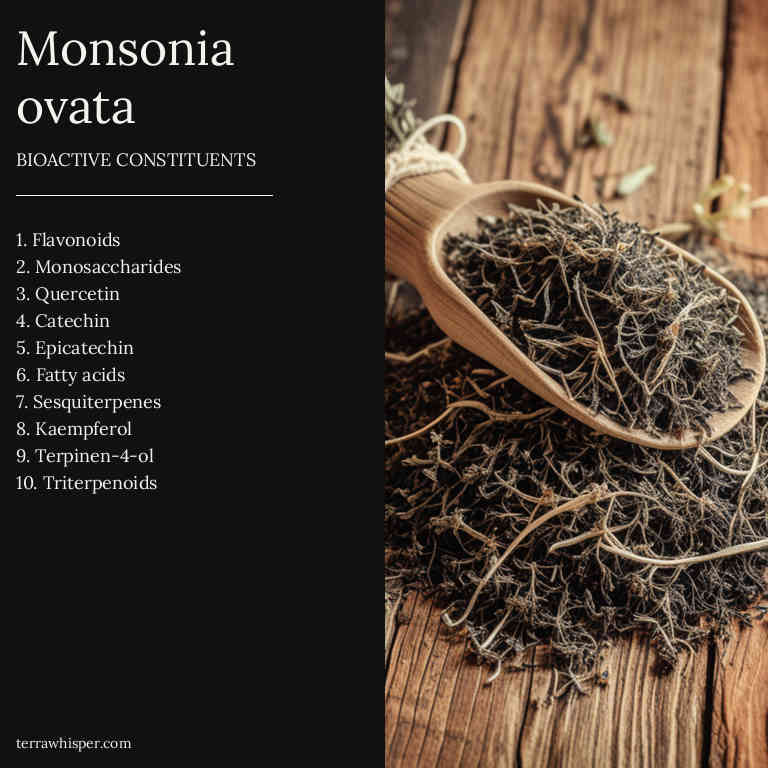 Monsonia
ovata
BIOACTIVE CONSTITUENTS
1. Flavonoids
2. Monosaccharides
3. Quercetin
4. Catechin
5. Epicatechin
6. Fatty acids
7. Sesquiterpenes
8. Kaempferol
9. Terpinen-4-ol
10. Triterpenoids
terrawhisper.com